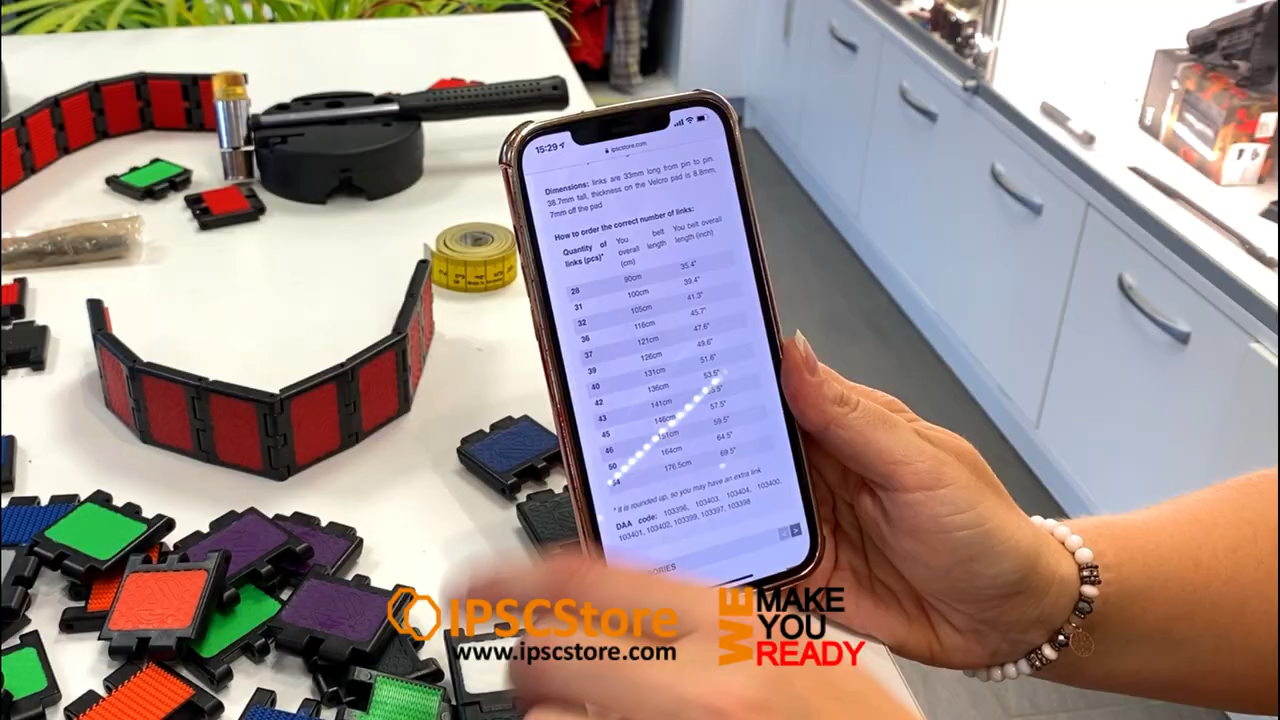 15:29
ipscstore.com
Dimensions: links are 33mm long from pin to pin,
38.7mm tall, thickness on the Velcro pad is 8.8mm,
7mm off the pad
How to order the correct number of links:
Quantity of You belt You belt overall
links (pcs)* overall length length (inch)
(cm)
28 90cm 35.4"
31 100cm 39.4"
32 105cm 41.3"
36 116cm 45.7"
37 121cm 47.6"
39 126cm 49.6"
40 131cm 51.6"
42 136cm 53.5"
43 141cm
45 146cm 57.5"
46 151cm 59.5"
50 164cm 64.5"
54 176.5cm 69.5"
* it is rounded up, so you may have an extra link
DAA code: 103396, 103403, 103404, 103400,
103401, 103402, 103399, 103397, 103398
IPSCStore
www.ipscstore.com
WE
MAKE
YOU
READY